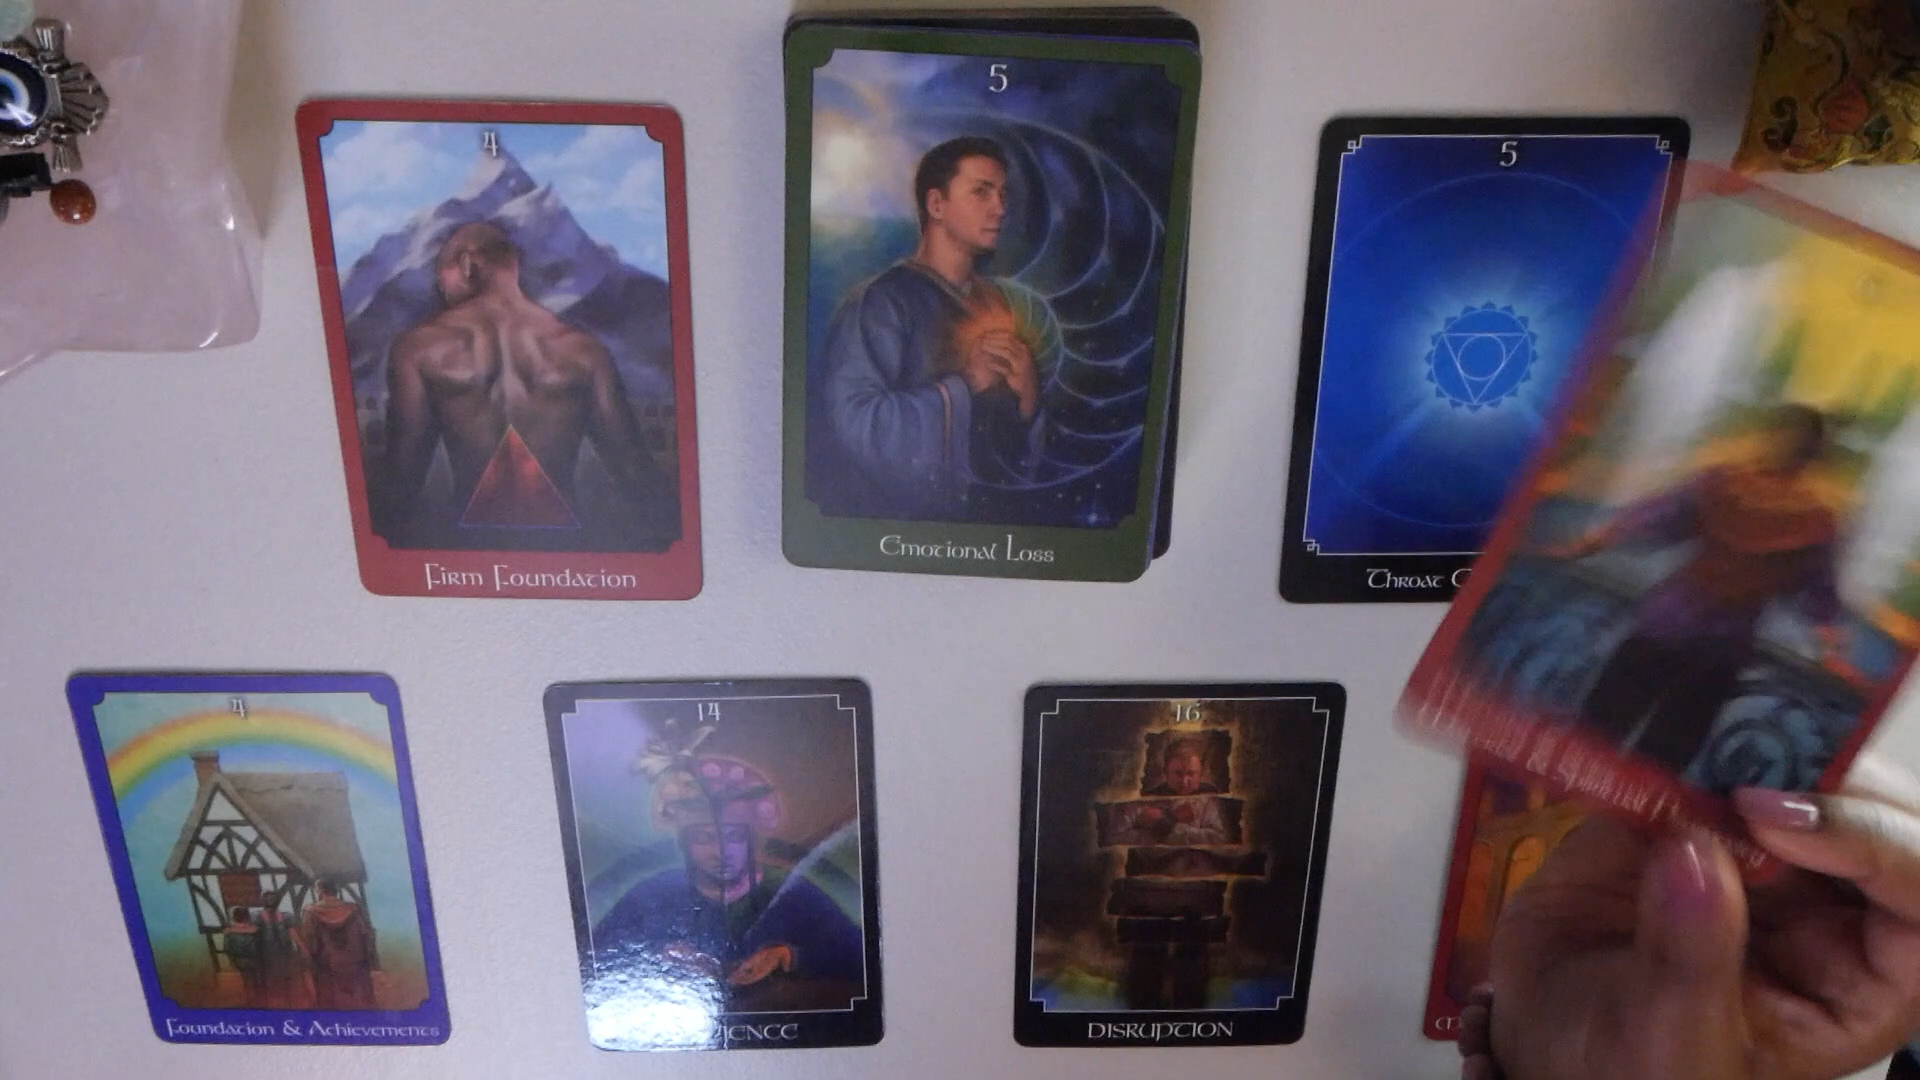 4
Firm Foundation
5
Emotional Loss
5
Throat
4
Foundation & Achievements
14
16
DISRUPTION